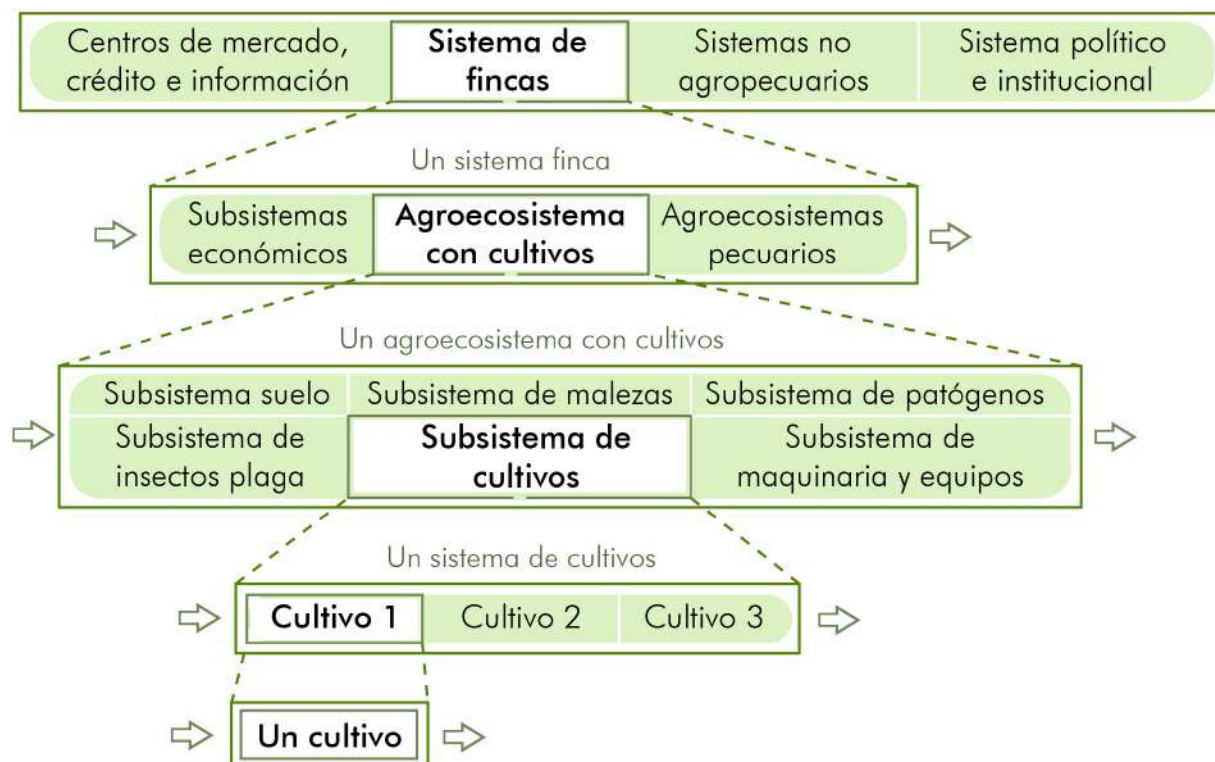 Centros de mercado,
crédito e información
Sistema de
fincas
Sistemas no
agropecuarios
Sistema político
e institucional
Un sistema finca
Subsistemas
económicos
Agroecosistema
con cultivos
Agroecosistemas
pecuarios
Un agroecosistema con cultivos
Subsistema suelo
Subsistema de malezas
Subsistema de patógenos
Subsistema de
insectos plaga
Subsistema de
cultivos
Subsistema de
maquinaria y equipos
Un sistema de cultivos
Cultivo 1
Cultivo 2
Cultivo 3
Un cultivo